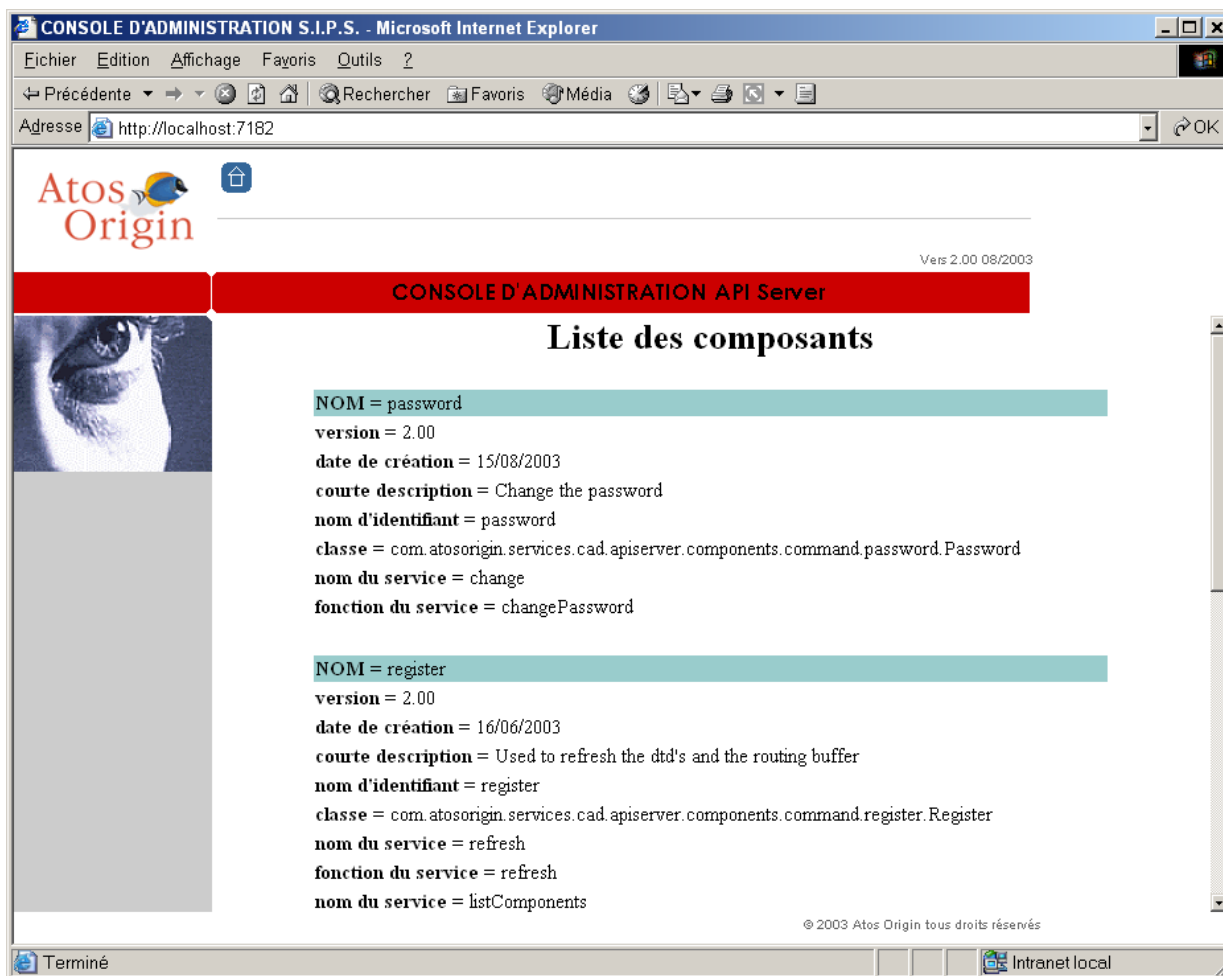 CONSOLE D'ADMINISTRATION S.I.P.S. - Microsoft Internet Explorer
Fichier Edition Affichage Favoris Outils ?
Précédente Rechercher Favoris Média
Adresse http://localhost:7182 OK
Atos
Origin
Vers 2.00 08/2003
CONSOLE D'ADMINISTRATION API Server
Liste des composants
NOM = password
version = 2.00
date de création = 15/08/2003
courte description = Change the password
nom d'identifiant = password
classe = com.atosorigin.services.cad.apiserver.components.command.password.Password
nom du service = change
fonction du service = changePassword
NOM = register
version = 2.00
date de création = 16/06/2003
courte description = Used to refresh the dtd's and the routing buffer
nom d'identifiant = register
classe = com.atosorigin.services.cad.apiserver.components.command.register.Register
nom du service = refresh
fonction du service = refresh
nom du service = listComponents
© 2003 Atos Origin tous droits réservés
Terminé Intranet local